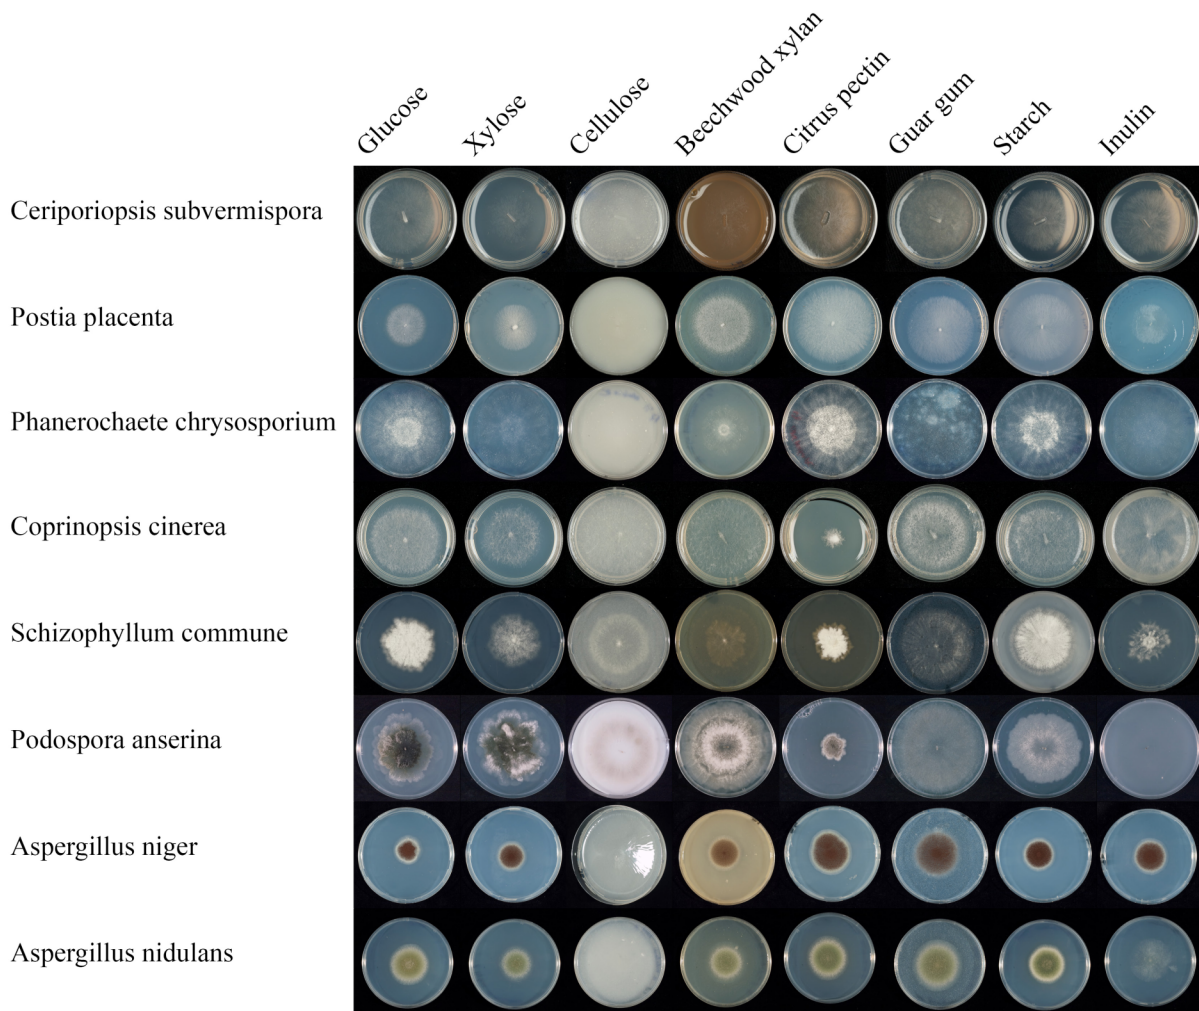 Glucose
Xylose
Cellulose
Beechwood xylan
Citrus pectin
Guar gum
Starch
Inulin
Ceriporiopsis subvermispora
Postia placenta
Phanerochaete chrysosporium
Coprinopsis cinerea
Schizophyllum commune
Podospora anserina
Aspergillus niger
Aspergillus nidulans